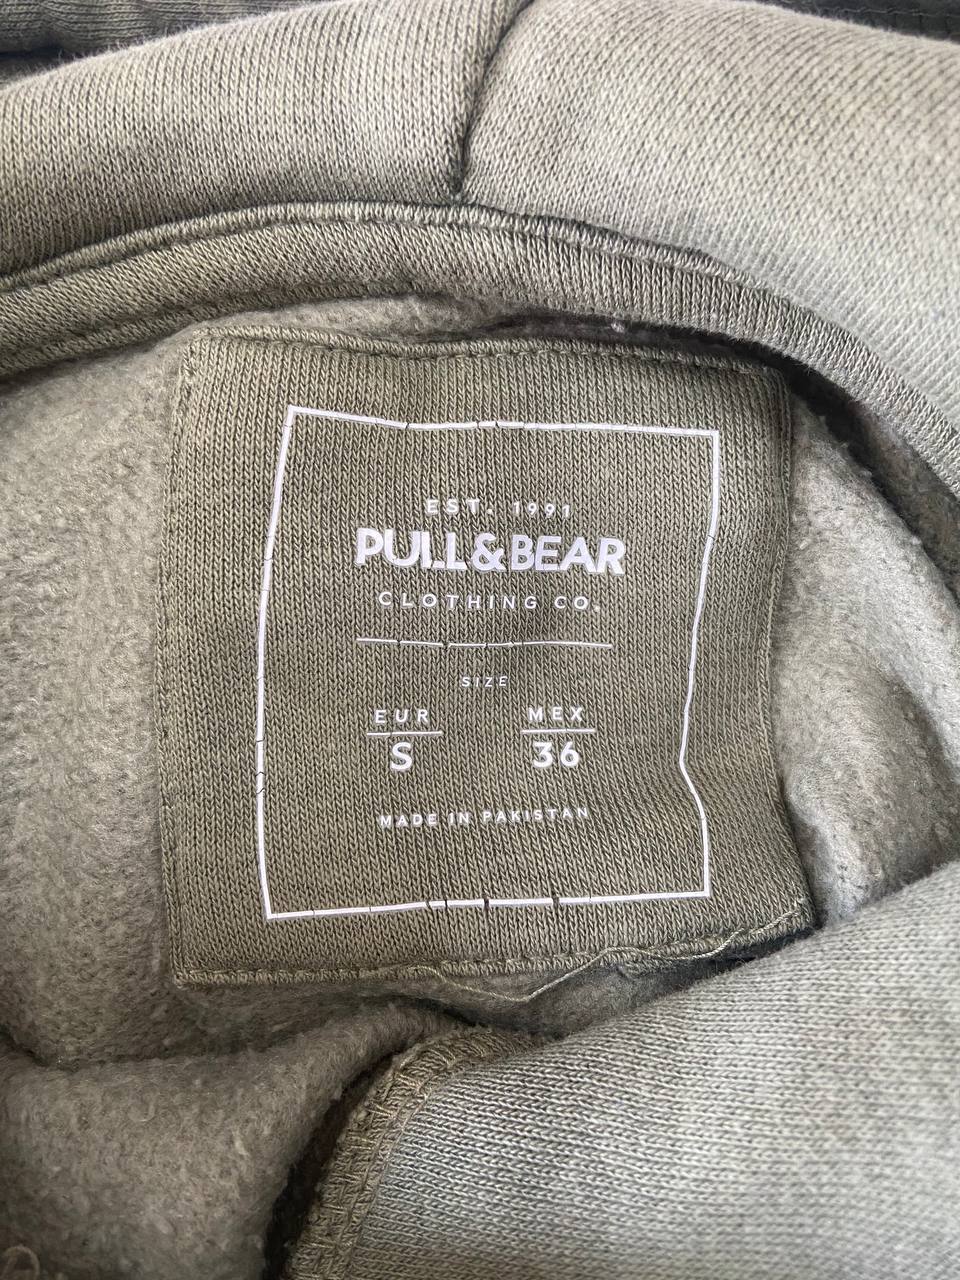 EST. 1991
PULL&BEAR
CLOTHING CO.
SIZE
EUR MEX
S 36
MADE IN PAKISTAN